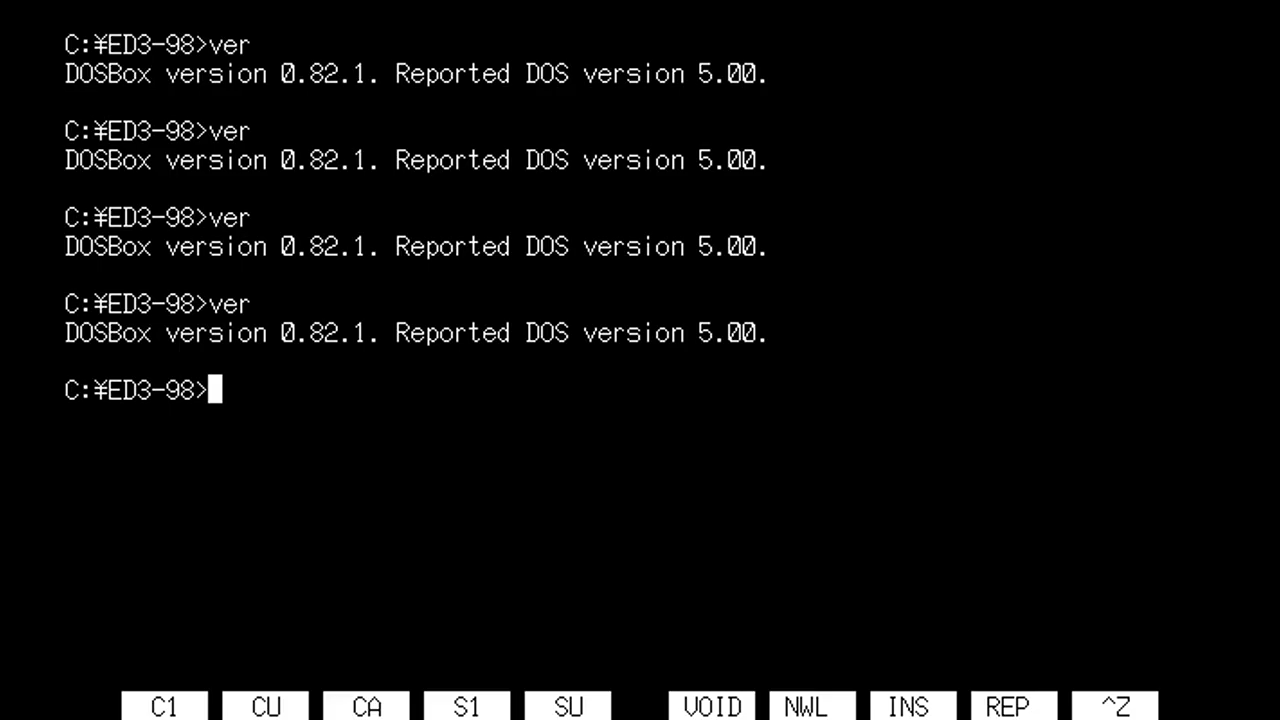 C:¥ED3-98>ver
DOSBox version 0.82.1. Reported DOS version 5.00.
C:¥ED3-98>ver
DOSBox version 0.82.1. Reported DOS version 5.00.
C:¥ED3-98>ver
DOSBox version 0.82.1. Reported DOS version 5.00.
C:¥ED3-98>ver
DOSBox version 0.82.1. Reported DOS version 5.00.
C:¥ED3-98>
C1 CU CA S1 SU VOID NWL INS REP ^Z